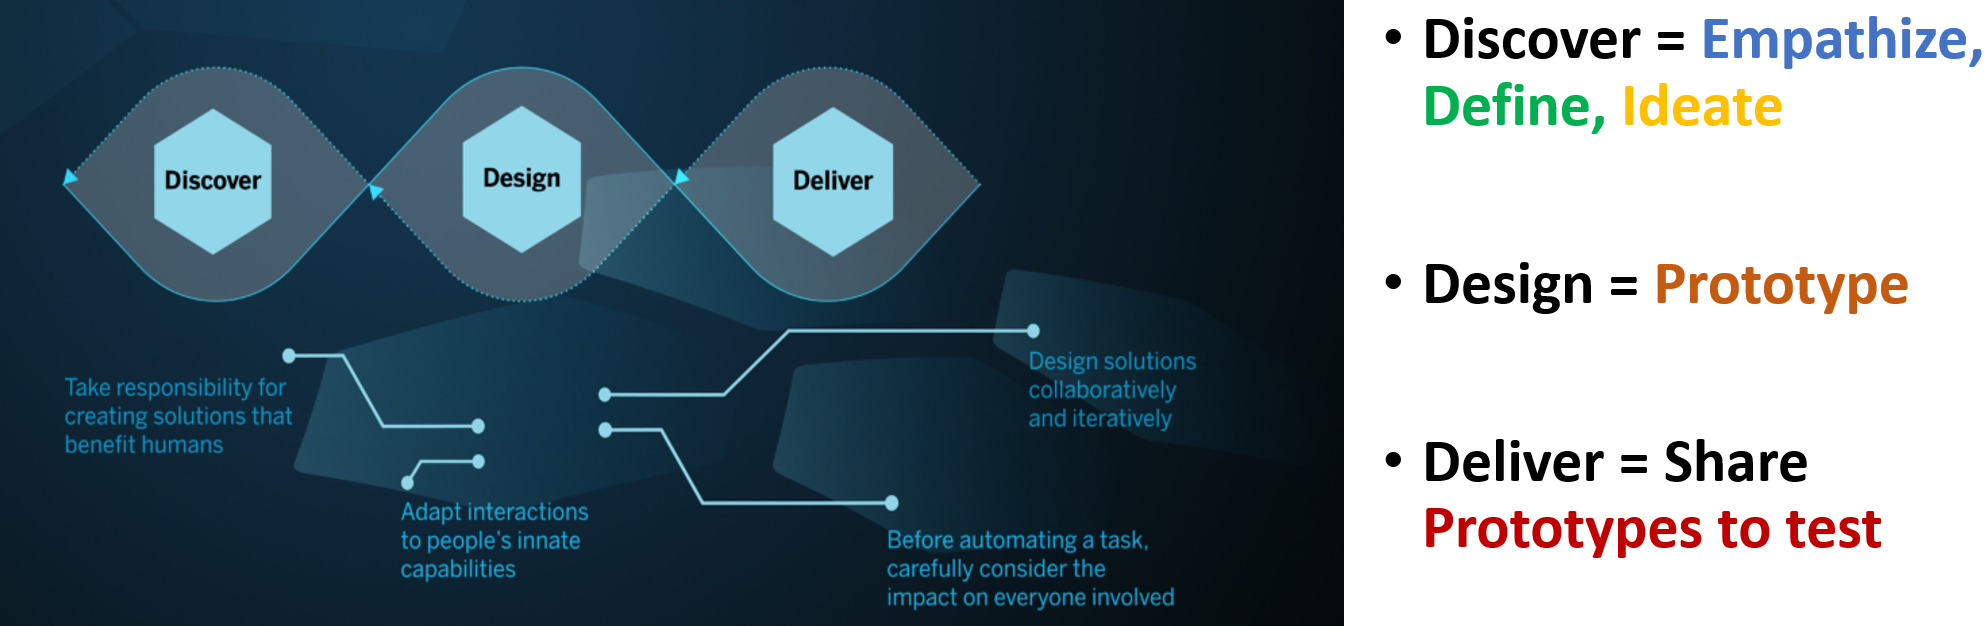 Discover
Design
Deliver
Take responsibility for
creating solutions that
benefit humans
Adapt interactions
to people's innate
capabilities
Design solutions
collaboratively
and iteratively
Before automating a task,
carefully consider the
impact on everyone involved
• Discover = Empathize,
Define, Ideate
• Design = Prototype
• Deliver = Share
Prototypes to test